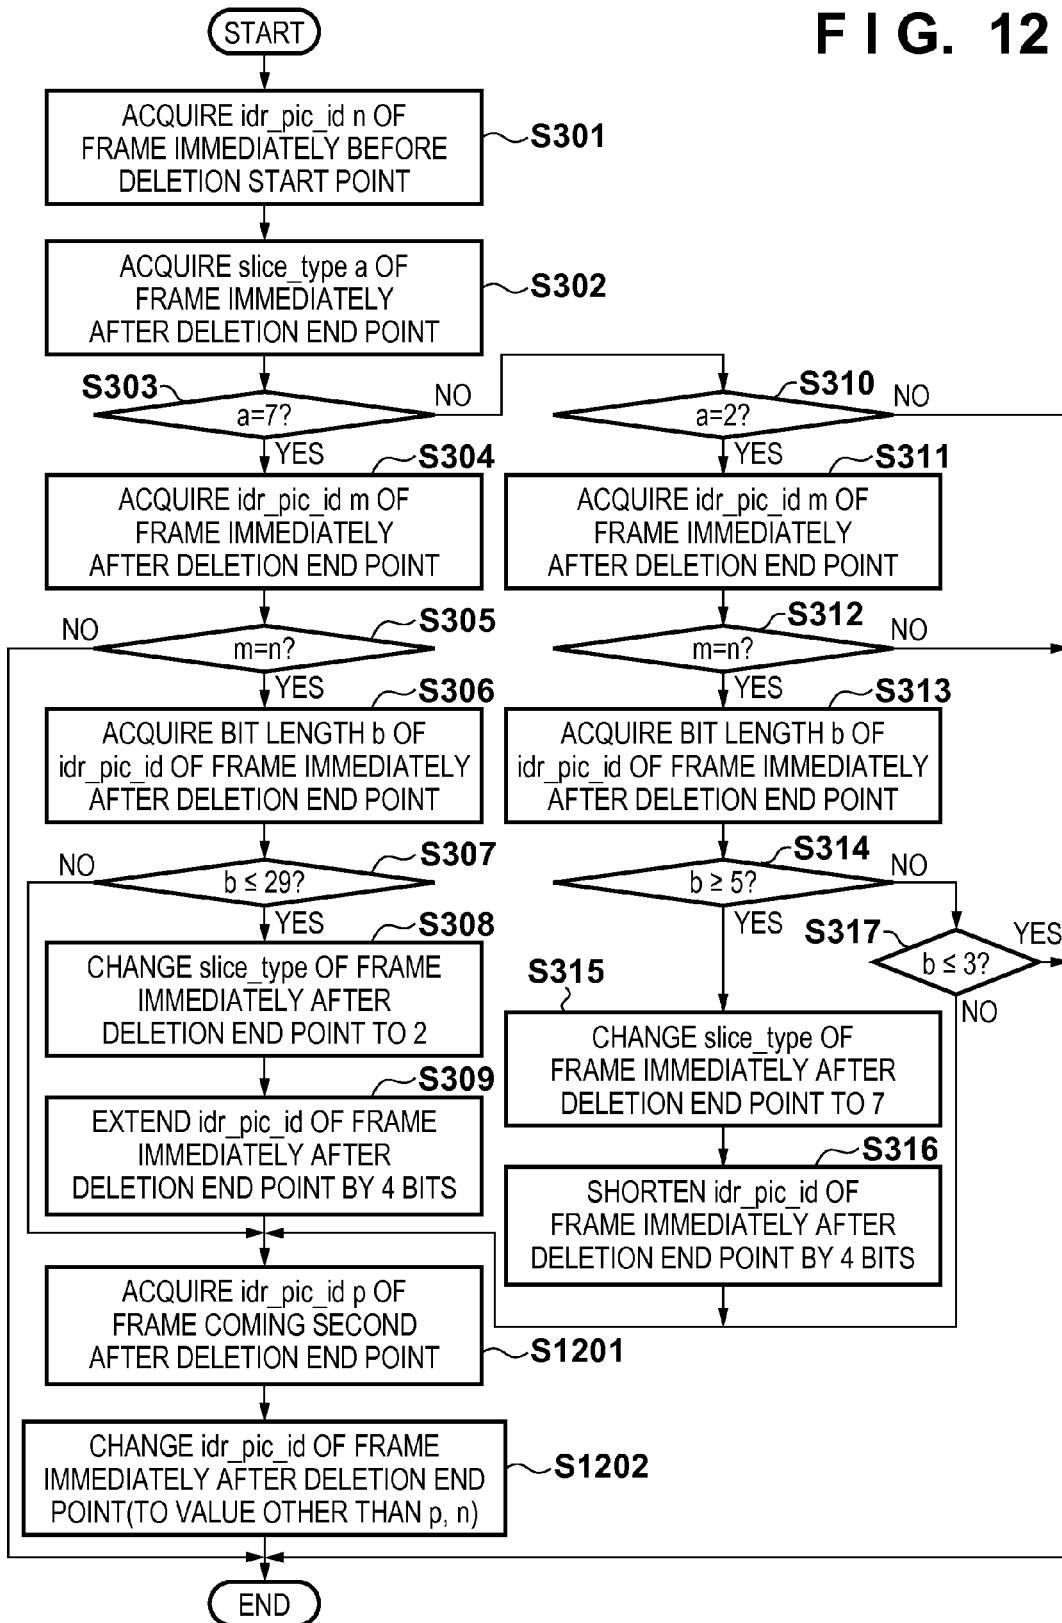 FIG. 12
START
ACQUIRE idr_pic_id n OF
FRAME IMMEDIATELY BEFORE
DELETION START POINT
S301
ACQUIRE slice_type a OF
FRAME IMMEDIATELY
AFTER DELETION END POINT
S302
S303
a=7?
NO
YES
S304
ACQUIRE idr_pic_id m OF
FRAME IMMEDIATELY
AFTER DELETION END POINT
S305
NO
m=n?
YES
S306
ACQUIRE BIT LENGTH b OF
idr_pic_id OF FRAME IMMEDIATELY
AFTER DELETION END POINT
S307
NO
b ≤ 29?
YES
S308
CHANGE slice_type OF FRAME
IMMEDIATELY AFTER
DELETION END POINT TO 2
S309
EXTEND idr_pic_id OF FRAME
IMMEDIATELY AFTER
DELETION END POINT BY 4 BITS
S310
a=2?
NO
YES
S311
ACQUIRE idr_pic_id m OF
FRAME IMMEDIATELY
AFTER DELETION END POINT
S312
m=n?
NO
YES
S313
ACQUIRE BIT LENGTH b OF
idr_pic_id OF FRAME IMMEDIATELY
AFTER DELETION END POINT
S314
b ≥ 5?
NO
YES
S317
b ≤ 3?
YES
NO
S315
CHANGE slice_type OF
FRAME IMMEDIATELY AFTER
DELETION END POINT TO 7
S316
SHORTEN idr_pic_id OF
FRAME IMMEDIATELY AFTER
DELETION END POINT BY 4 BITS
ACQUIRE idr_pic_id p OF
FRAME COMING SECOND
AFTER DELETION END POINT
S1201
CHANGE idr_pic_id OF FRAME
IMMEDIATELY AFTER DELETION END
POINT(TO VALUE OTHER THAN p, n)
S1202
END